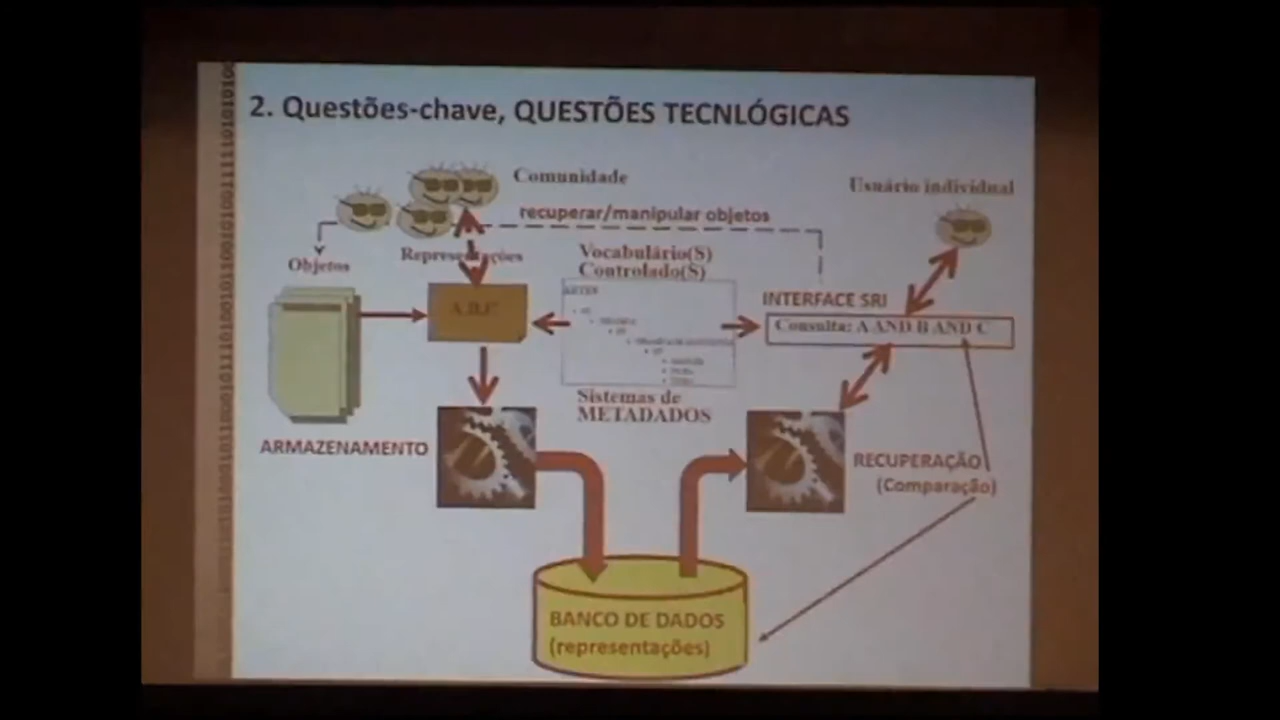 2. Questões-chave, QUESTÕES TECNLÓGICAS
Comunidade
Usuário individual
recuperar/manipular objetos
Objetos
Representações
Vocabulário(S)
Controlado(S)
INTERFACE SRI
Consulta: A AND B AND C
Sistemas de
METADADOS
ARMAZENAMENTO
RECUPERAÇÃO
(Comparação)
BANCO DE DADOS
(representações)